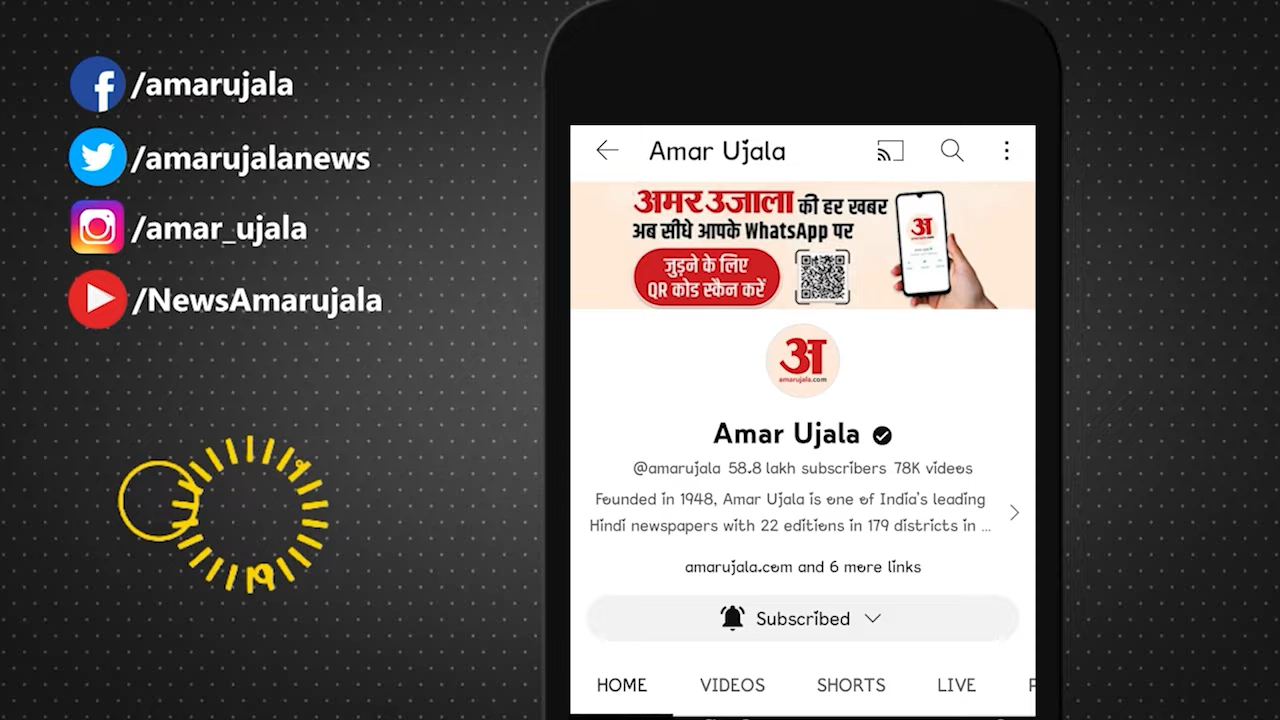 /amarujala
/amarujalanews
/amar_ujala
/NewsAmarujala
Amar Ujala
अमर उजाला की हर खबर
अब सीधे आपके WhatsApp पर
जुड़ने के लिए
QR कोड स्कैन करें
अ
अ
amarujala.com
Amar Ujala
@amarujala 58.8 lakh subscribers 78K videos
Founded in 1948, Amar Ujala is one of India's leading
Hindi newspapers with 22 editions in 179 districts in ...
amarujala.com and 6 more links
Subscribed
HOME VIDEOS SHORTS LIVE